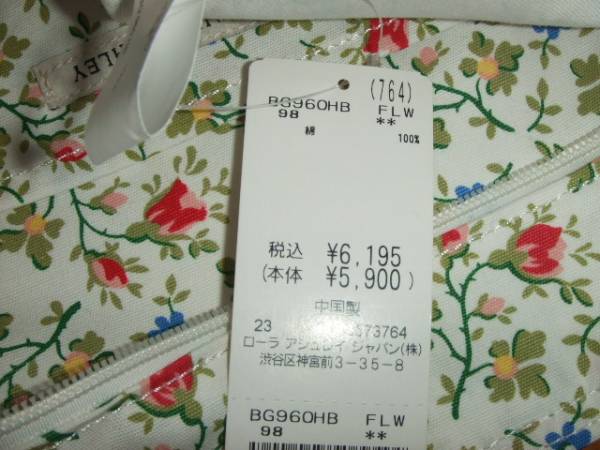 HLEY
(764)
BG960HB FLW
98 **
綿 100%
税込 ¥6,195
(本体 ¥5,900)
中国製
23 573764
ローラ アシュレイ ジャパン(株)
渋谷区神宮前3-35-8
BG960HB FLW
98 **